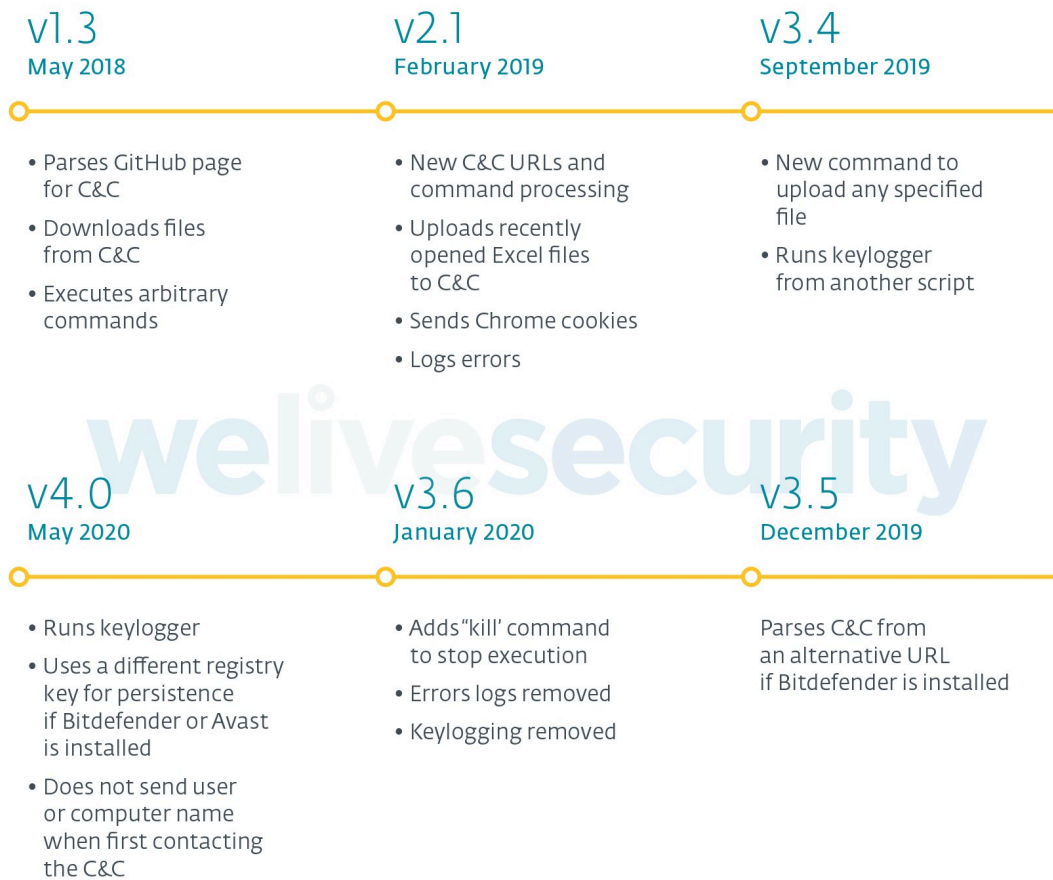 v1.3
May 2018
• Parses GitHub page
for C&C
• Downloads files
from C&C
• Executes arbitrary
commands
v2.1
February 2019
• New C&C URLs and
command processing
• Uploads recently
opened Excel files
to C&C
• Sends Chrome cookies
• Logs errors
v3.4
September 2019
• New command to
upload any specified
file
• Runs keylogger
from another script
welivesecurity
v4.0
May 2020
• Runs keylogger
• Uses a different registry
key for persistence
if Bitdefender or Avast
is installed
• Does not send user
or computer name
when first contacting
the C&C
v3.6
January 2020
• Adds “kill’ command
to stop execution
• Errors logs removed
• Keylogging removed
v3.5
December 2019
Parses C&C from
an alternative URL
if Bitdefender is installed